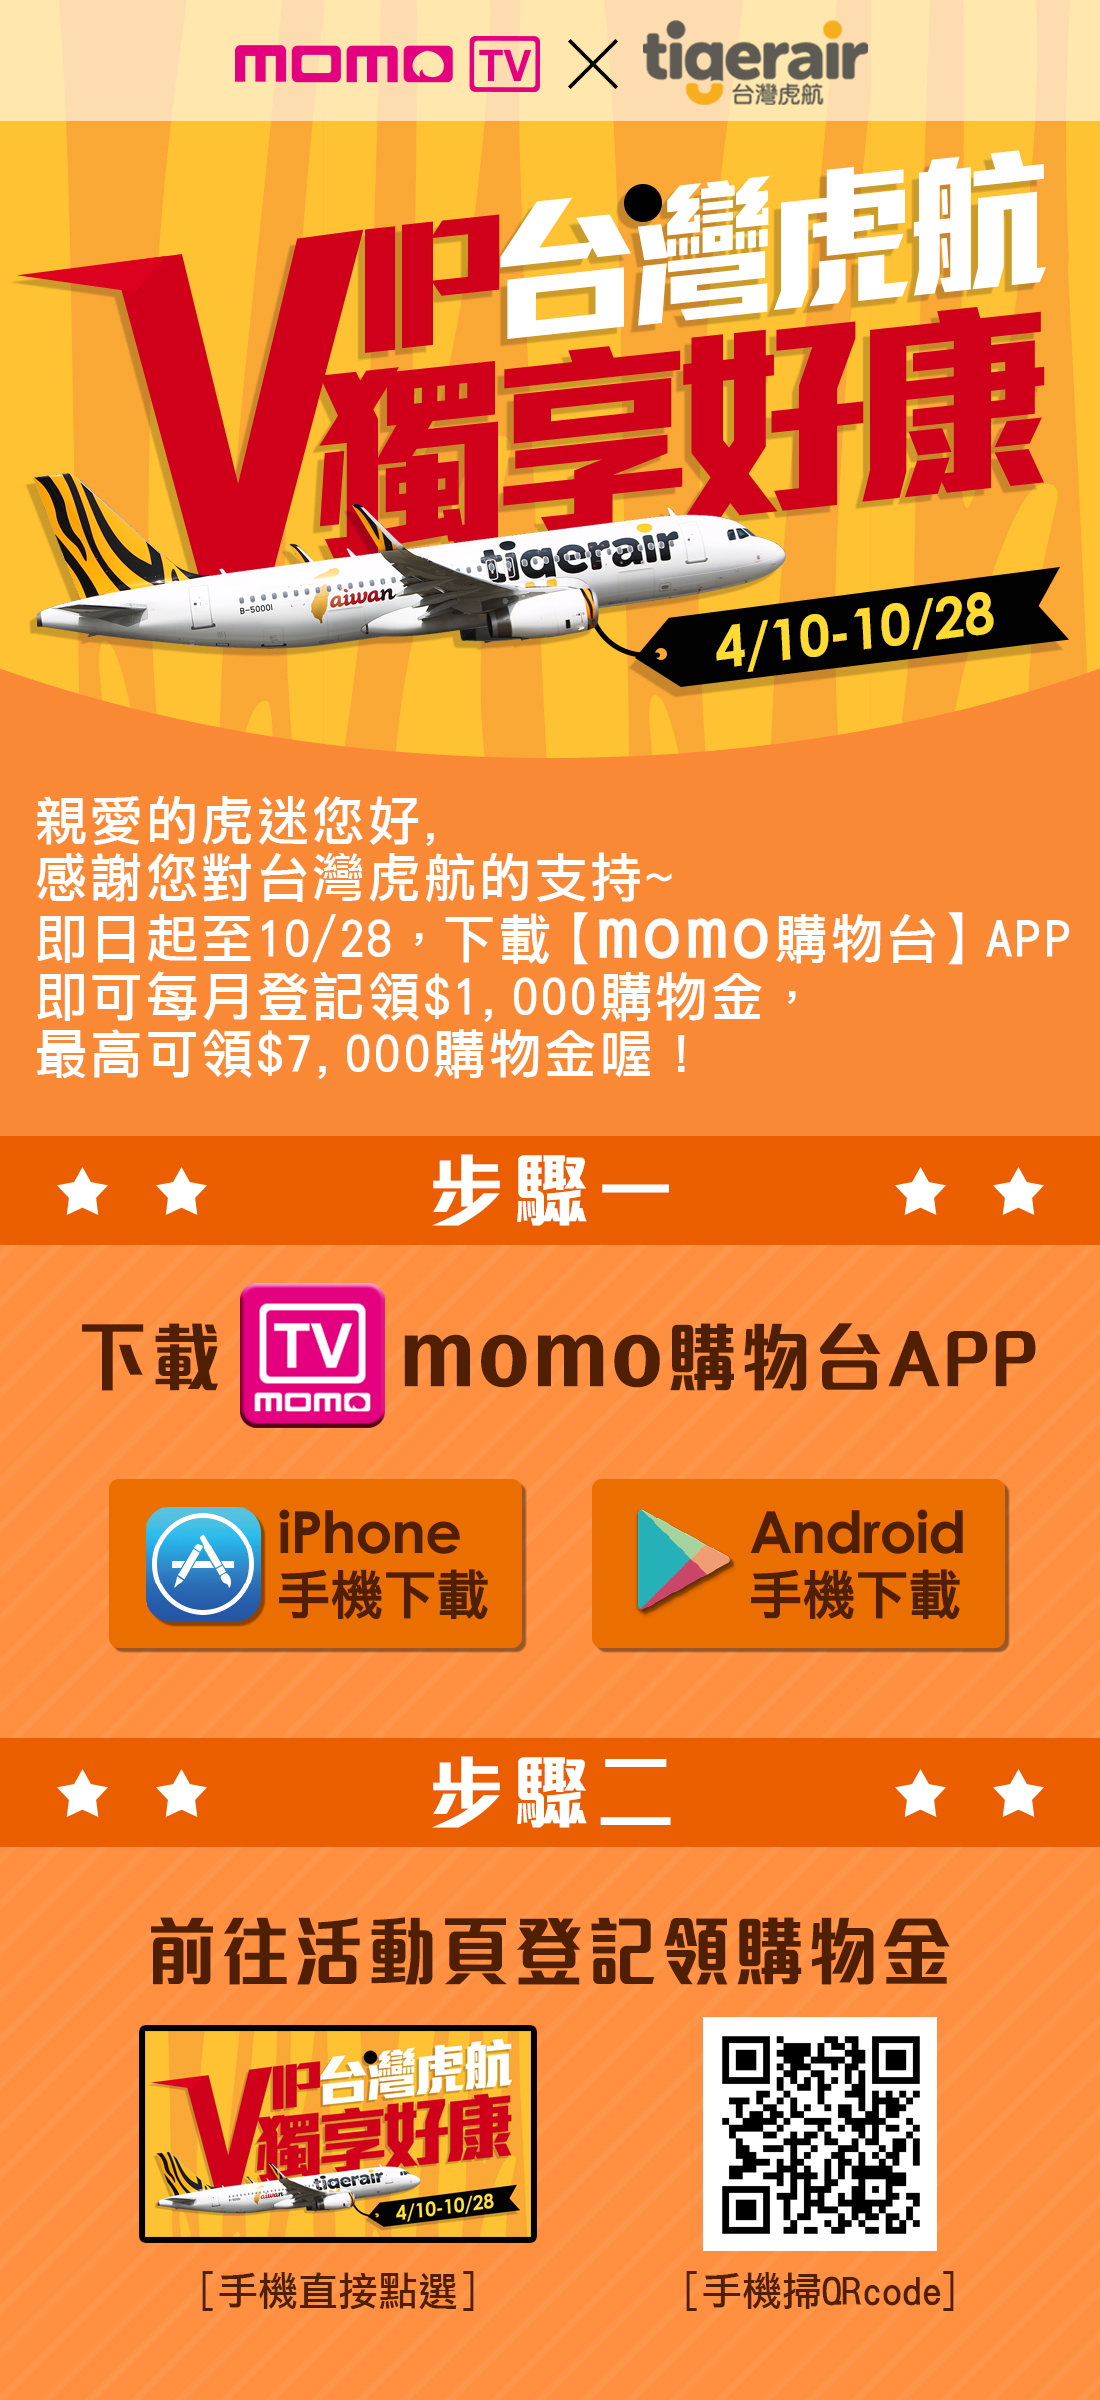 momo TV × tigerair
台灣虎航
VIP台灣虎航
獨享好康
tigerair
Taiwan
B-50001
4/10-10/28
親愛的虎迷您好,
感謝您對台灣虎航的支持~
即日起至10/28，下載【momo購物台】APP
即可每月登記領$1,000購物金，
最高可領$7,000購物金喔！
步驟一
下載 TV momo momo購物台APP
iPhone
手機下載
Android
手機下載
步驟二
前往活動頁登記領購物金
VIP台灣虎航
獨享好康
tigerair
Taiwan
4/10-10/28
[手機直接點選]
[手機掃QRcode]